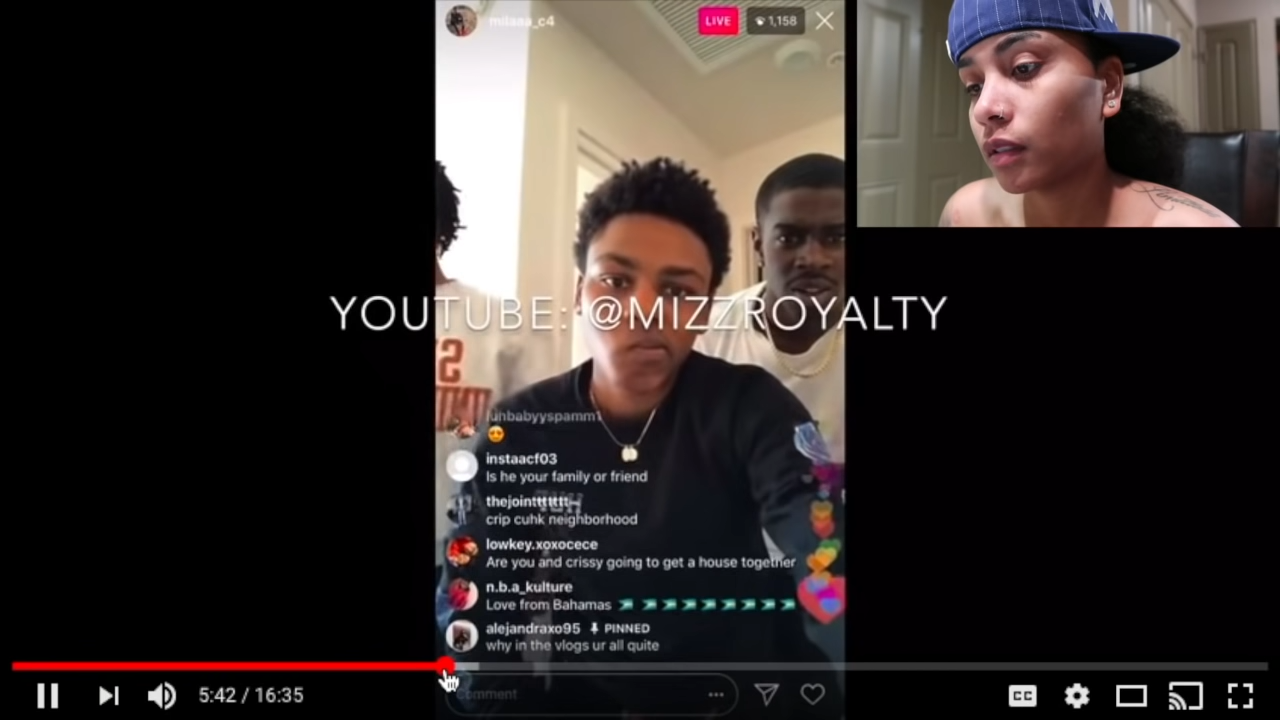 milaaa_c4
LIVE
1,158
YOUTUBE: @MIZZROYALTY
luhbabyyspamm1
😍
instaacf03
Is he your family or friend
crip cuhk neighborhood
lowkey.xoxocece
Are you and crissy going to get a house together
n.b.a_kulture
Love from Bahamas
alejandraxo95 PINNED
why in the vlogs ur all quite
Comment
5:42 / 16:35
CC